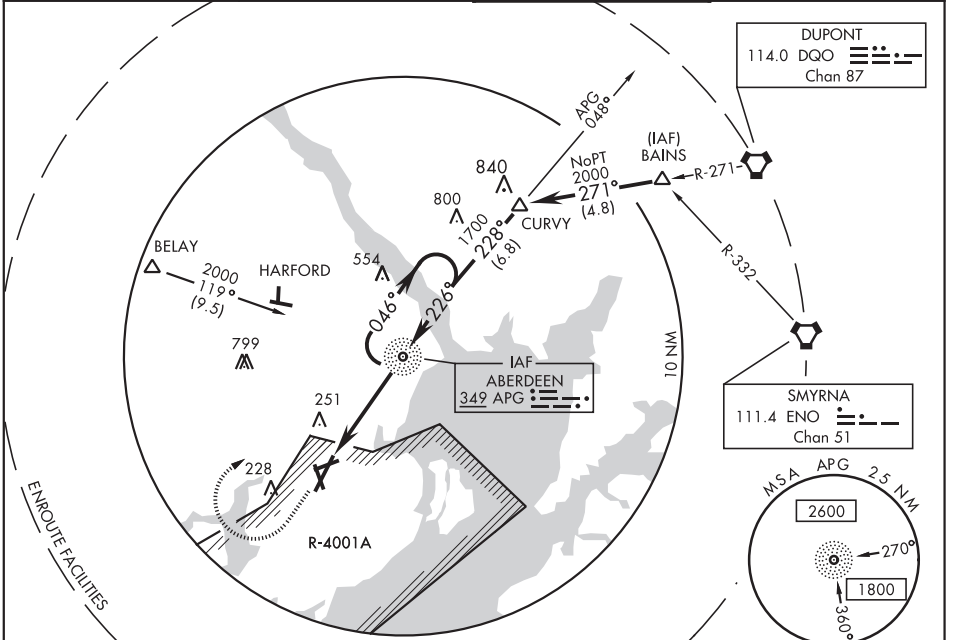 DUPONT
114.0 DQO
Chan 87
APG
048°
(IAF)
BAINS
R-271
NoPT
2000
271°
(4.8)
840
800
CURVY
1700
228°
(6.8)
R-332
BELAY
2000
119°
(9.5)
HARFORD
554
046°
226°
799
10 NM
IAF
ABERDEEN
349 APG
SMYRNA
111.4 ENO
Chan 51
251
228
R-4001A
ENROUTE FACILITIES
MSA APG 25 NM
2600
270°
1800
360°